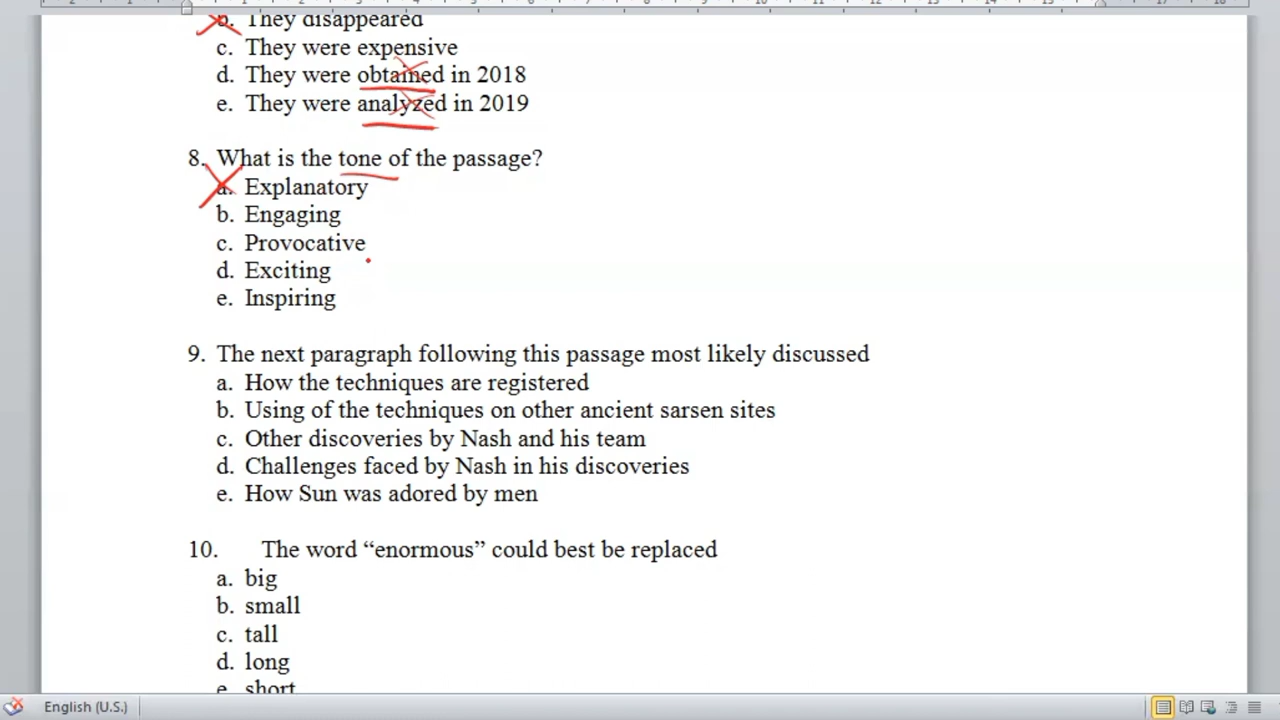 b. They disappeared
c. They were expensive
d. They were obtained in 2018
e. They were analyzed in 2019
8. What is the tone of the passage?
a. Explanatory
b. Engaging
c. Provocative
d. Exciting
e. Inspiring
9. The next paragraph following this passage most likely discussed
a. How the techniques are registered
b. Using of the techniques on other ancient sarsen sites
c. Other discoveries by Nash and his team
d. Challenges faced by Nash in his discoveries
e. How Sun was adored by men
10. The word “enormous” could best be replaced
a. big
b. small
c. tall
d. long
e. short
English (U.S.)